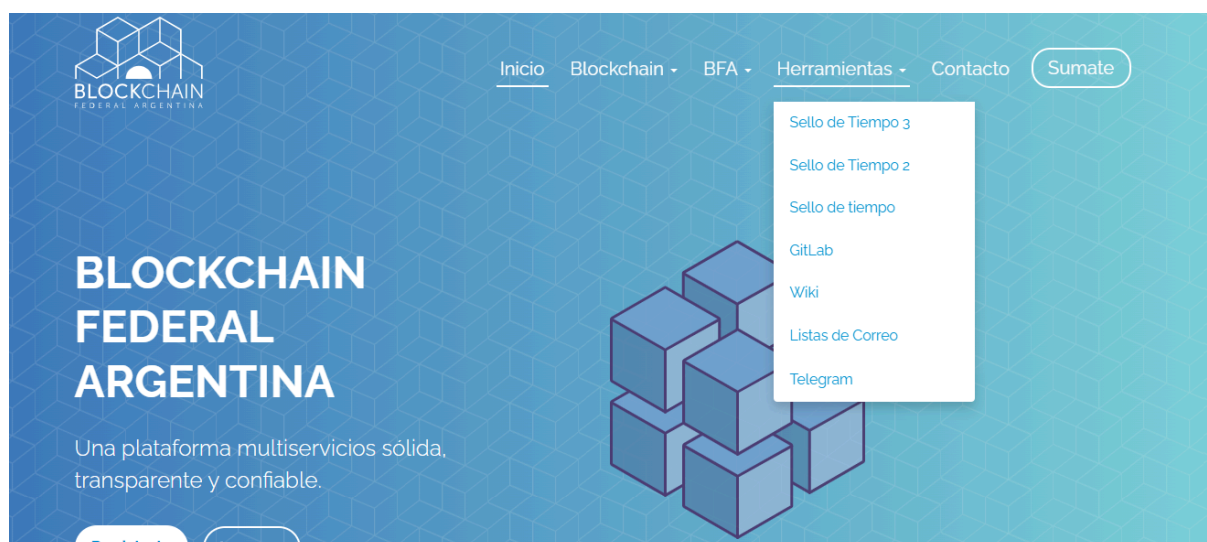 BLOCKCHAIN
FEDERAL ARGENTINA
Inicio Blockchain BFA Herramientas Contacto Sumate
Sello de Tiempo 3
Sello de Tiempo 2
Sello de tiempo
GitLab
Wiki
Listas de Correo
Telegram
BLOCKCHAIN
FEDERAL
ARGENTINA
Una plataforma multiservicios sólida,
transparente y confiable.